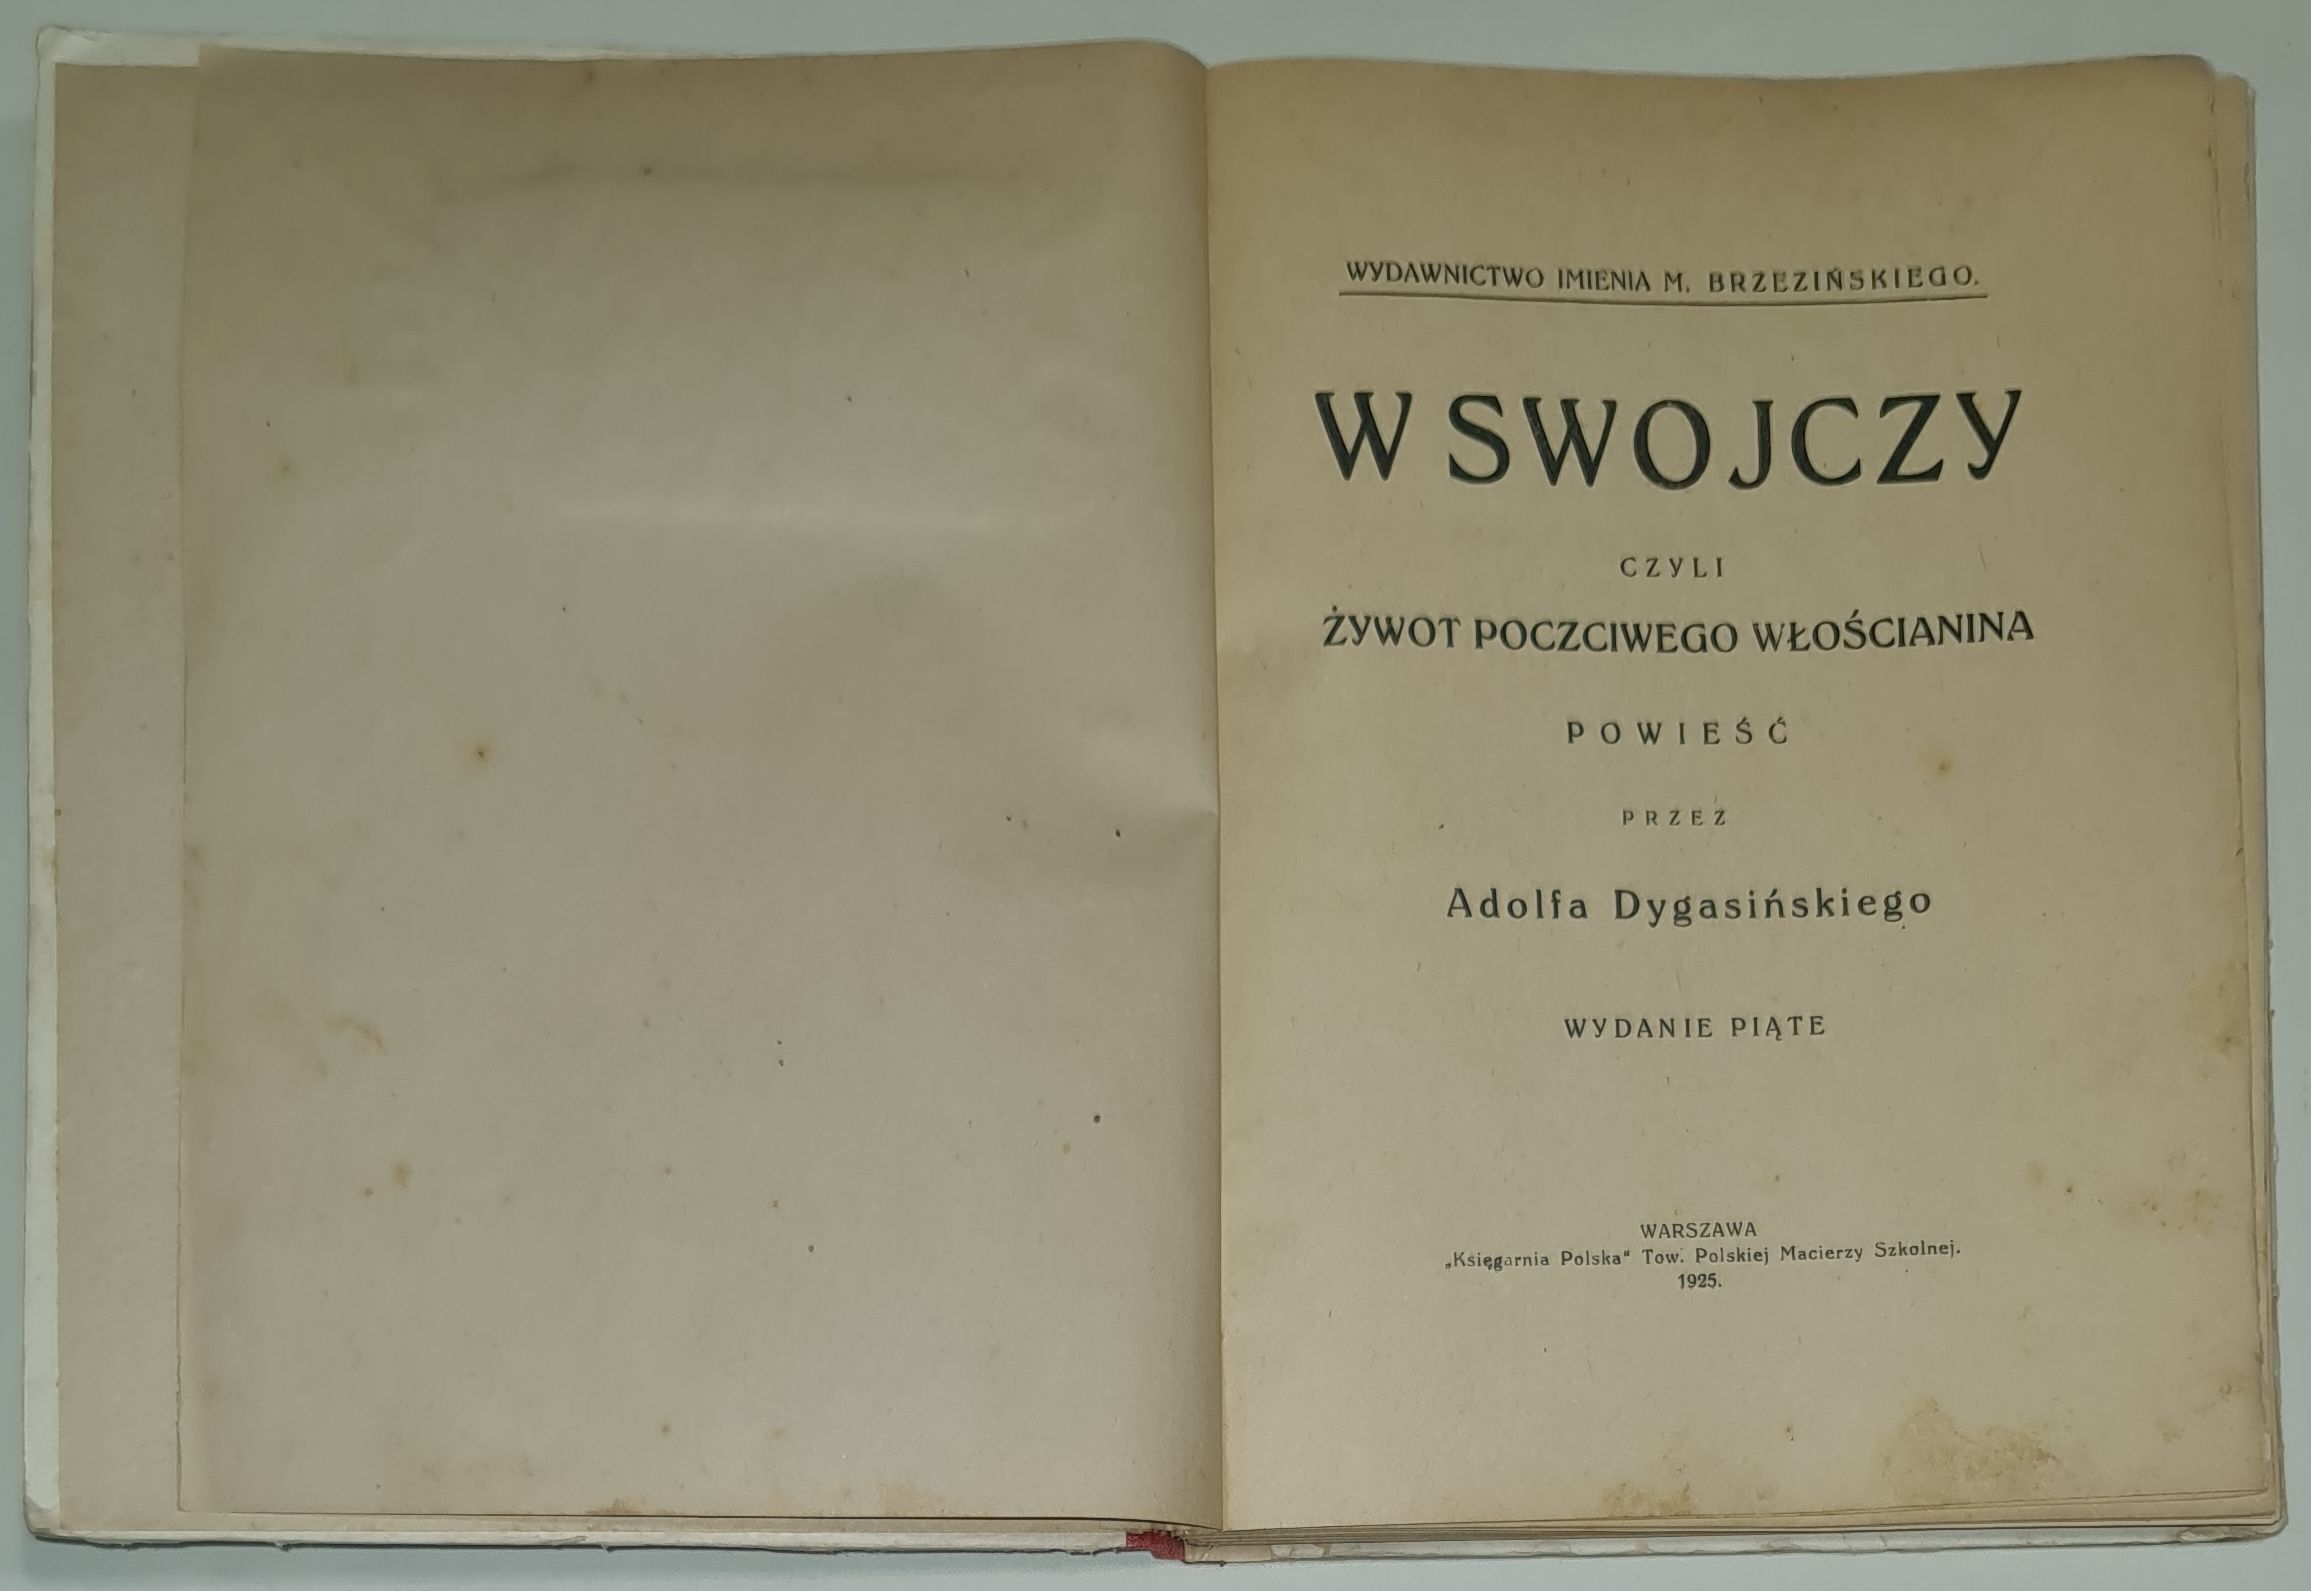 WYDAWNICTWO IMIENIA M. BRZEZIŃSKIEGO.
W SWOJCZY
CZYLI
ŻYWOT POCZCIWEGO WŁOŚCIANINA
POWIEŚĆ
PRZEZ
Adolfa Dygasińskiego
WYDANIE PIĄTE
WARSZAWA
„Księgarnia Polska“ Tow. Polskiej Macierzy Szkolnej.
1925.